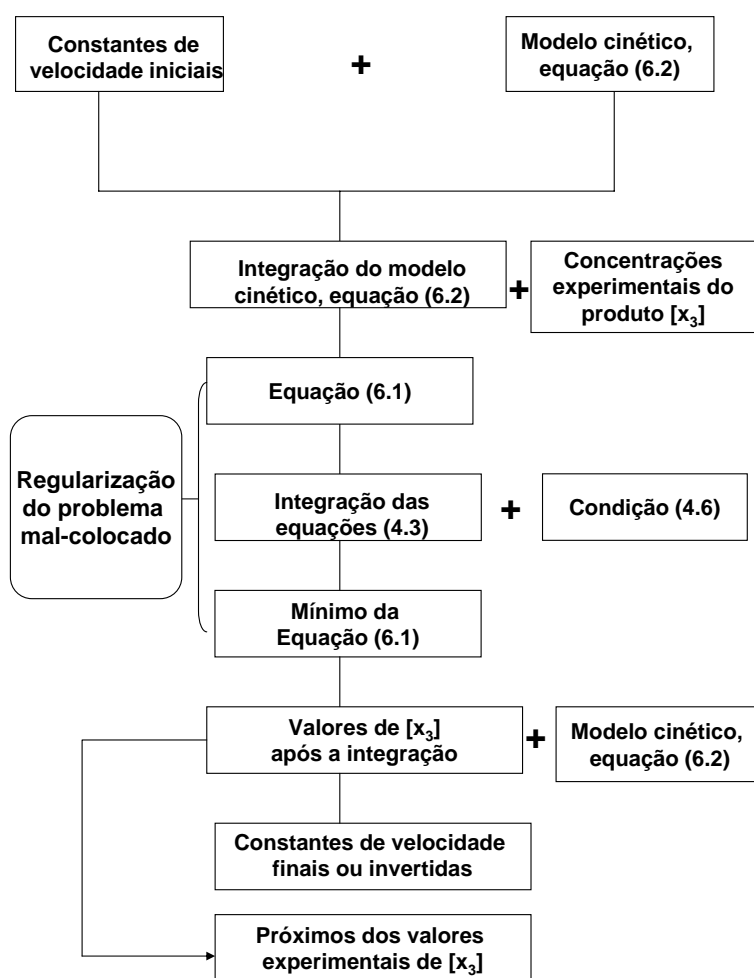 Constantes de
velocidade iniciais
+
Modelo cinético,
equação (6.2)
Integração do modelo
cinético, equação (6.2)
+
Concentrações
experimentais do
produto [x₃]
Equação (6.1)
Regularização
do problema
mal-colocado
Integração das
equações (4.3)
+
Condição (4.6)
Mínimo da
Equação (6.1)
Valores de [x₃]
após a integração
+
Modelo cinético,
equação (6.2)
Constantes de velocidade
finais ou invertidas
Próximos dos valores
experimentais de [x₃]